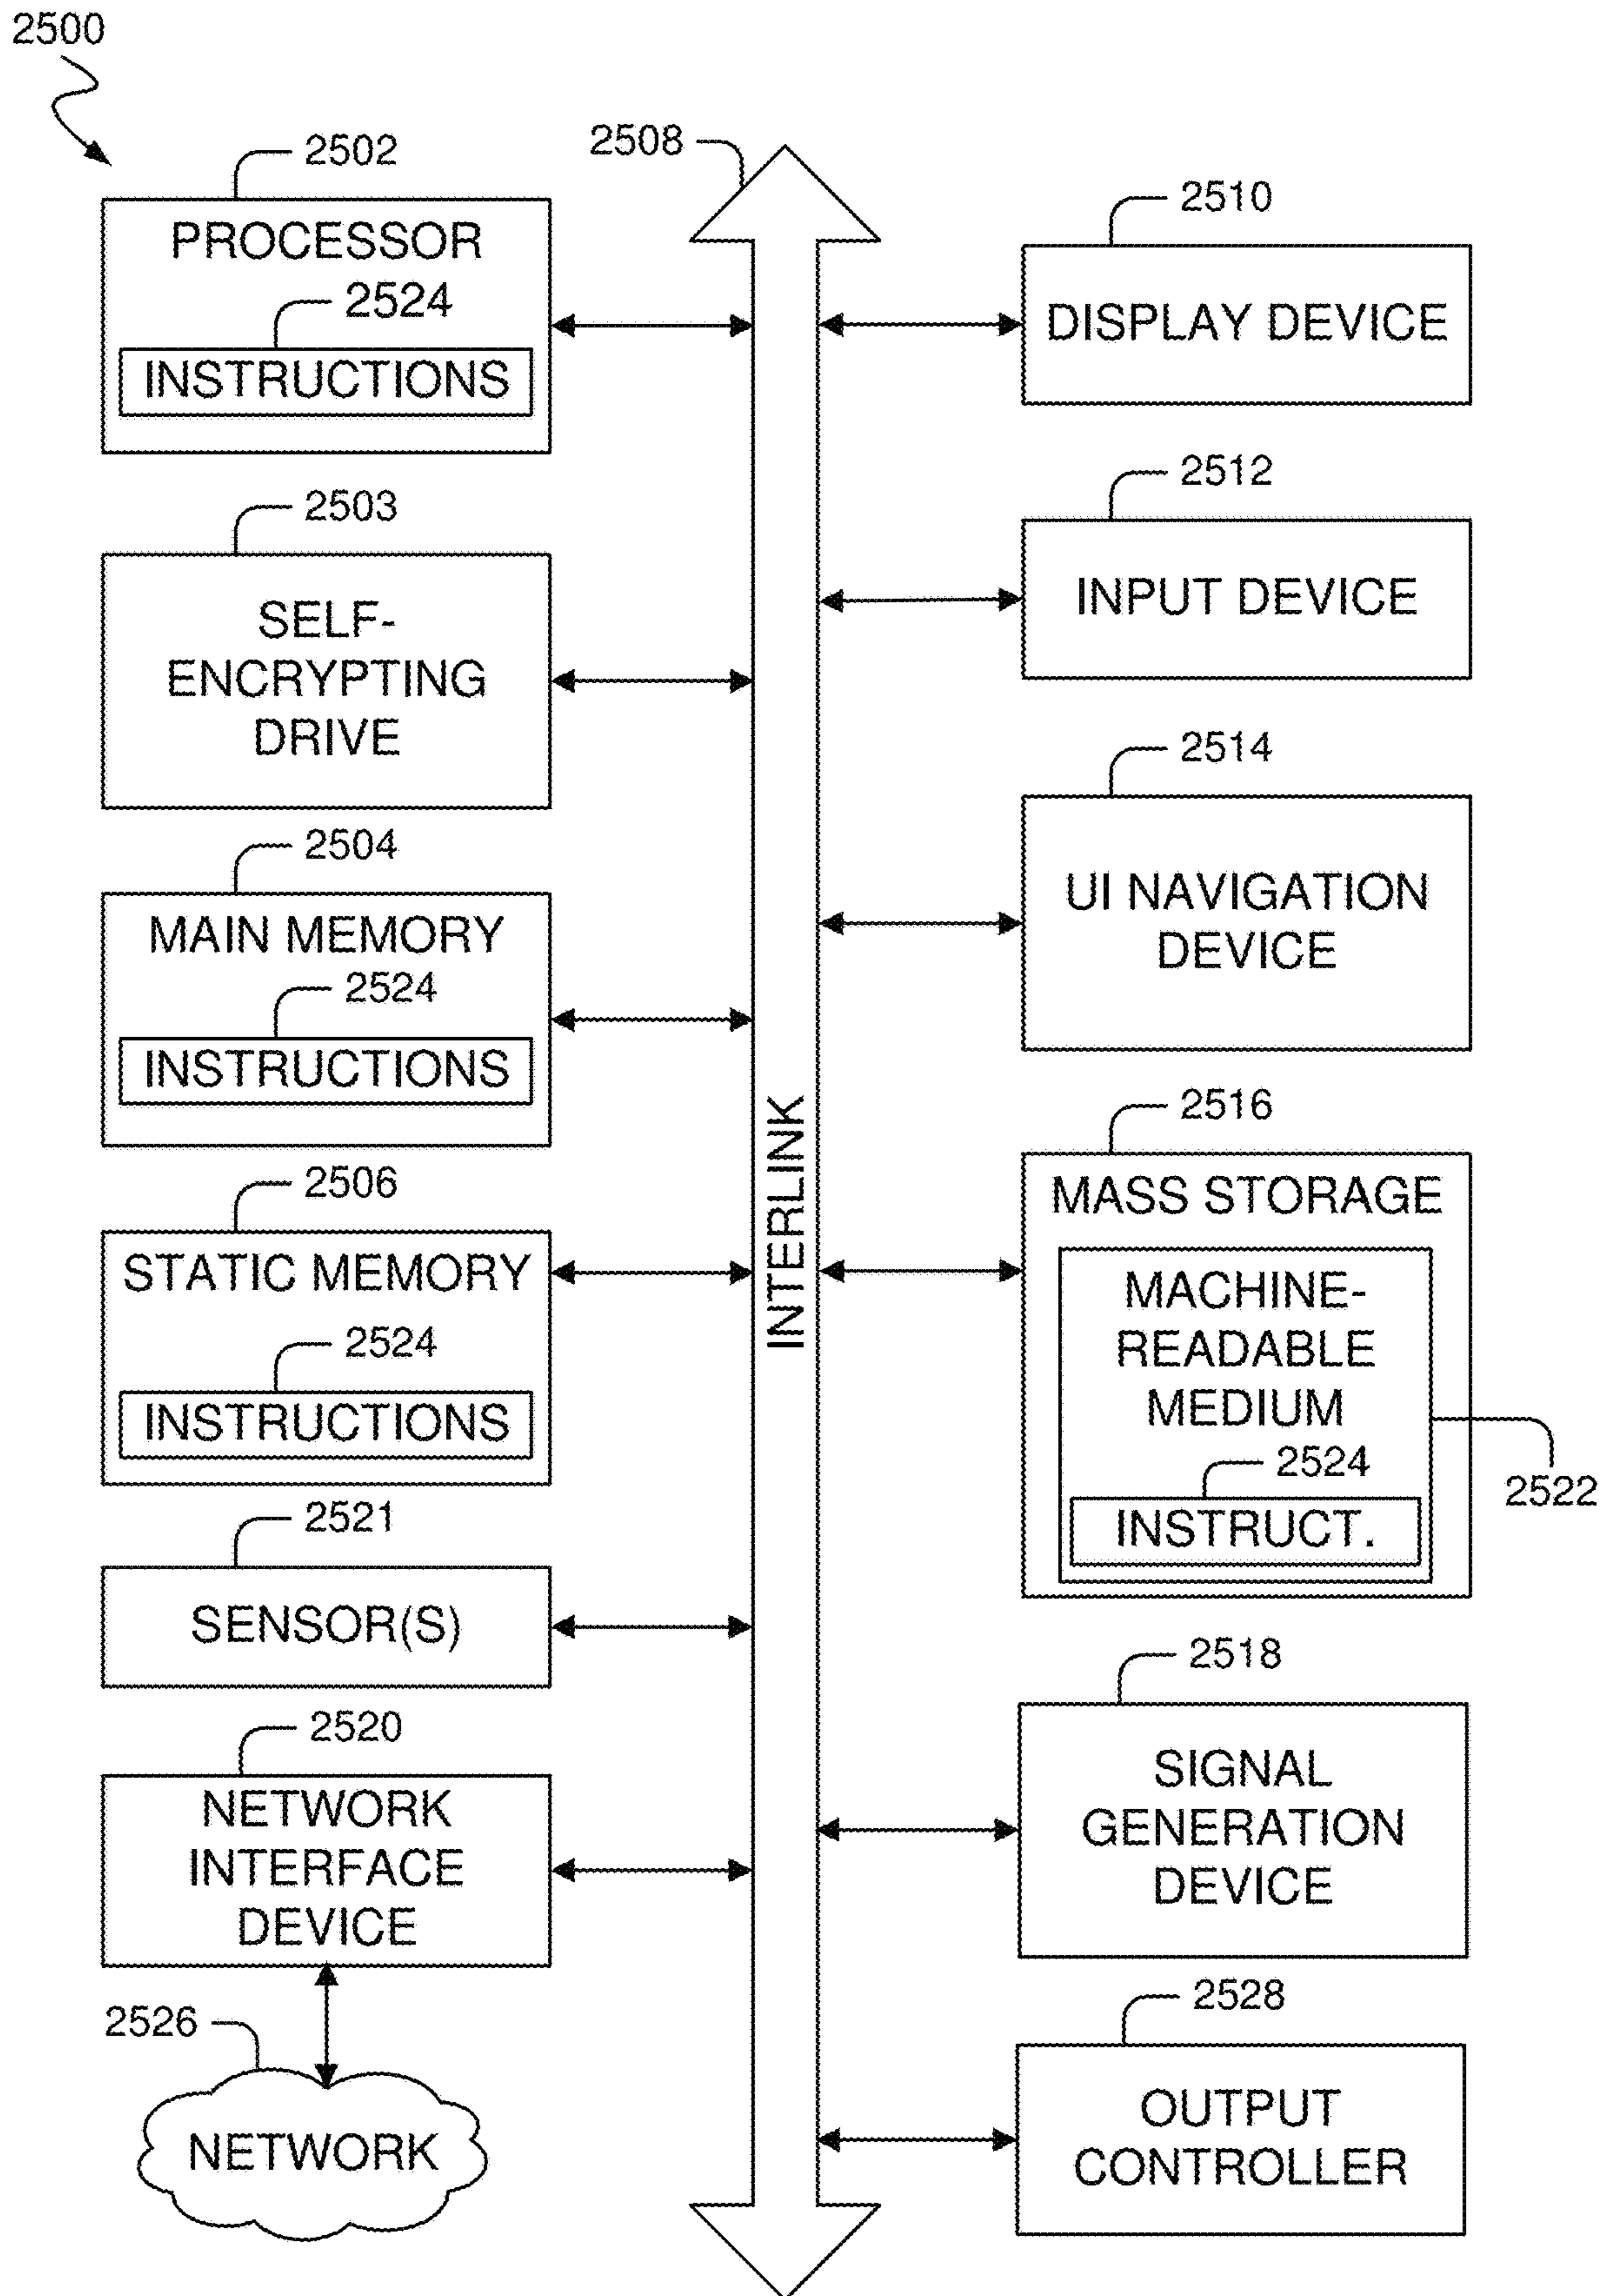 2500
2502
PROCESSOR
2524
INSTRUCTIONS
2503
SELF-
ENCRYPTING
DRIVE
2504
MAIN MEMORY
2524
INSTRUCTIONS
2506
STATIC MEMORY
2524
INSTRUCTIONS
2521
SENSOR(S)
2520
NETWORK
INTERFACE
DEVICE
2526
NETWORK
2508
INTERLINK
2510
DISPLAY DEVICE
2512
INPUT DEVICE
2514
UI NAVIGATION
DEVICE
2516
MASS STORAGE
MACHINE-
READABLE
MEDIUM
2524
INSTRUCT.
2522
2518
SIGNAL
GENERATION
DEVICE
2528
OUTPUT
CONTROLLER